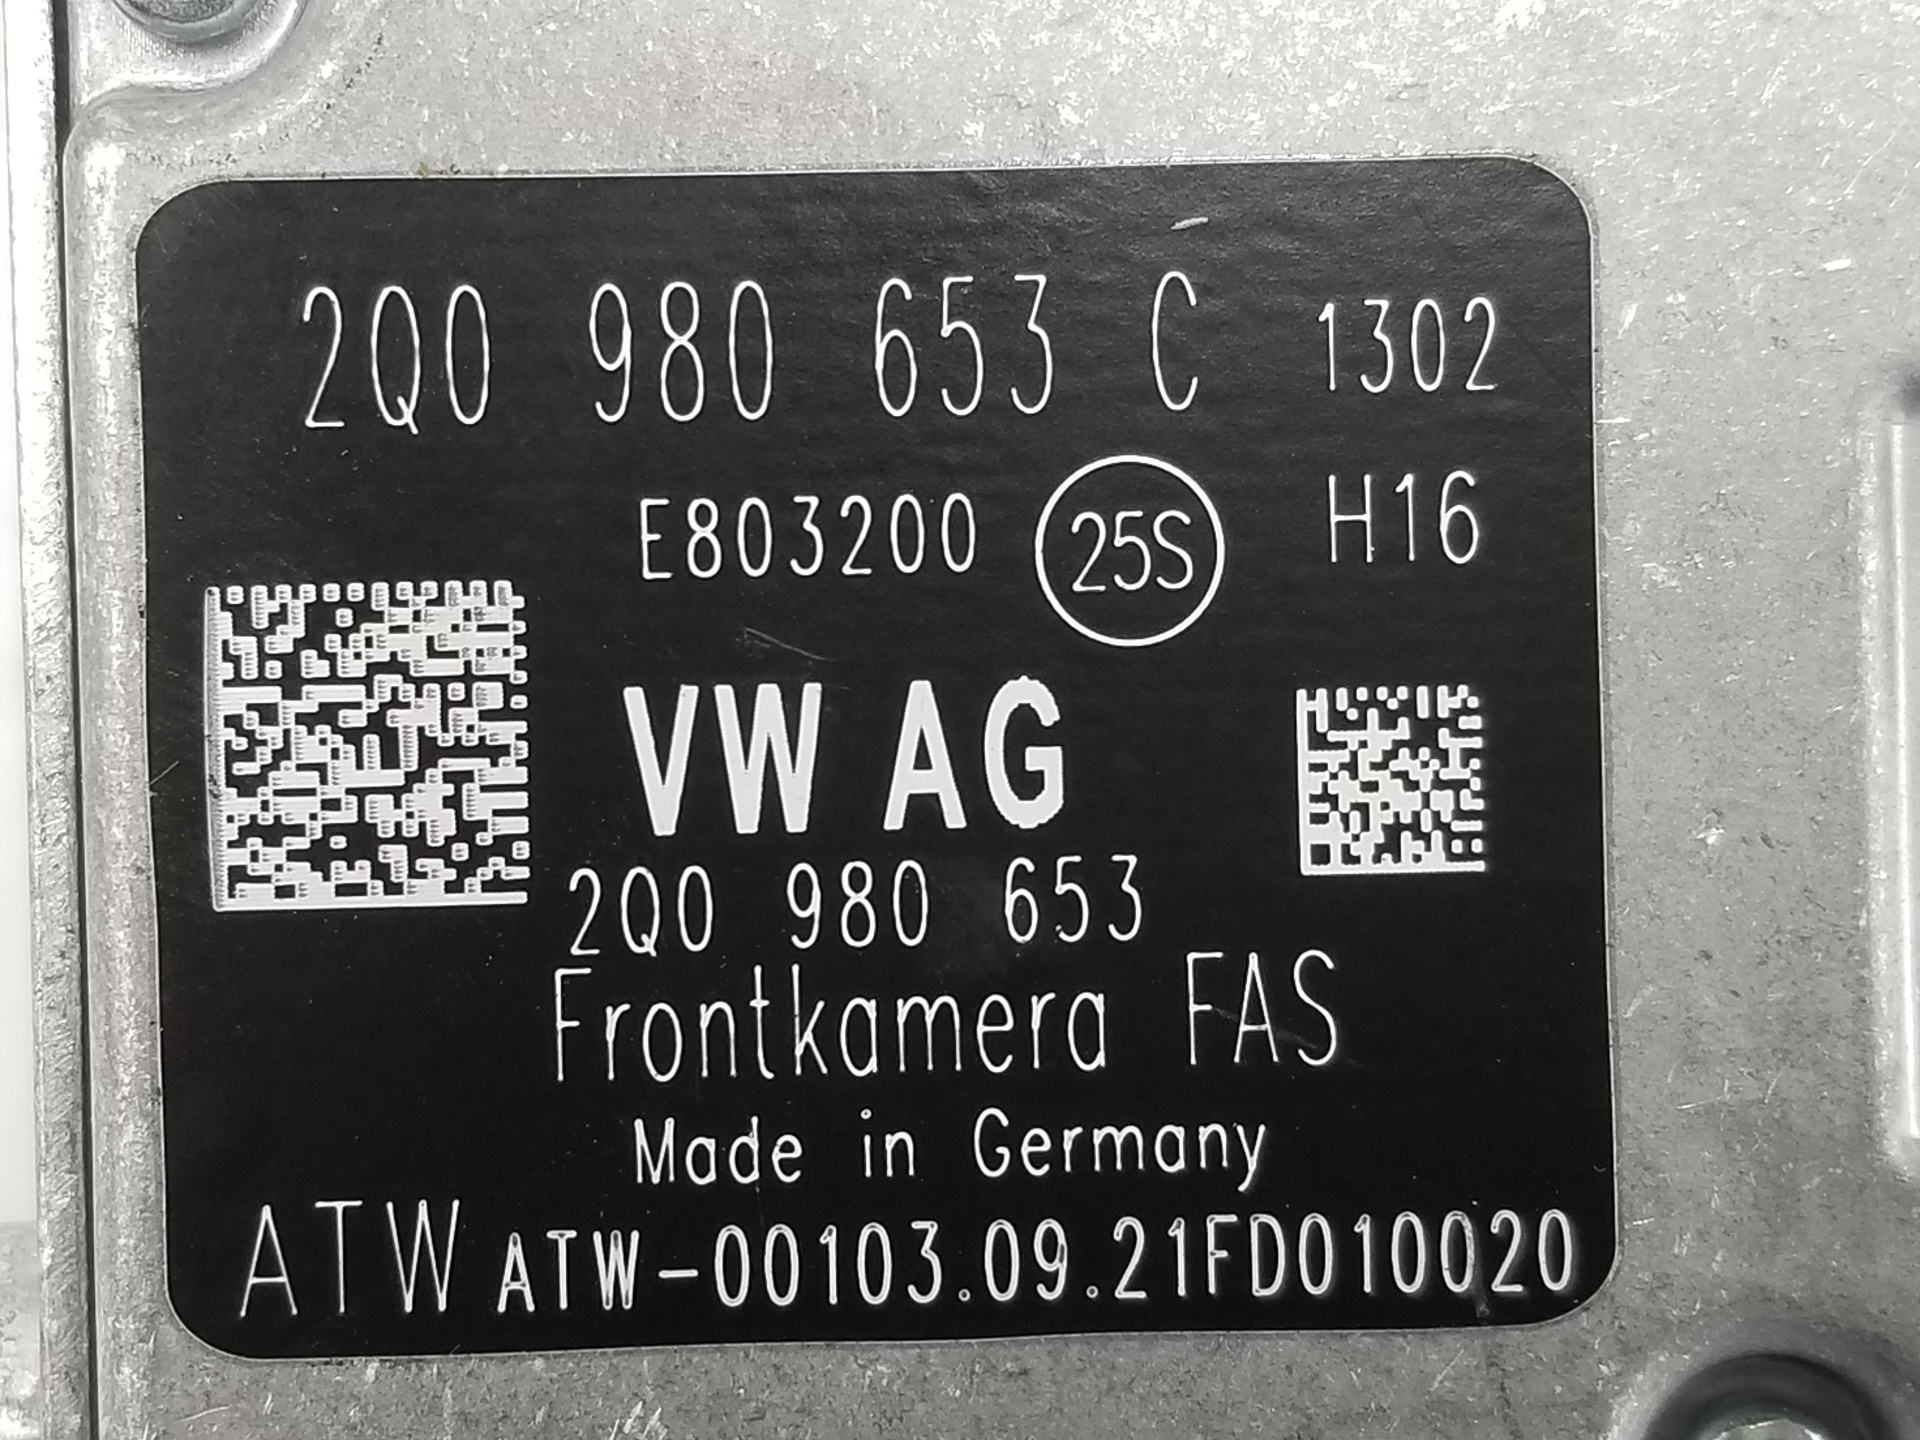 2Q0 980 653 C 1302
E803200 25S H16
VW AG
2Q0 980 653
Frontkamera FAS
Made in Germany
ATW ATW-00103.09.21FD010020